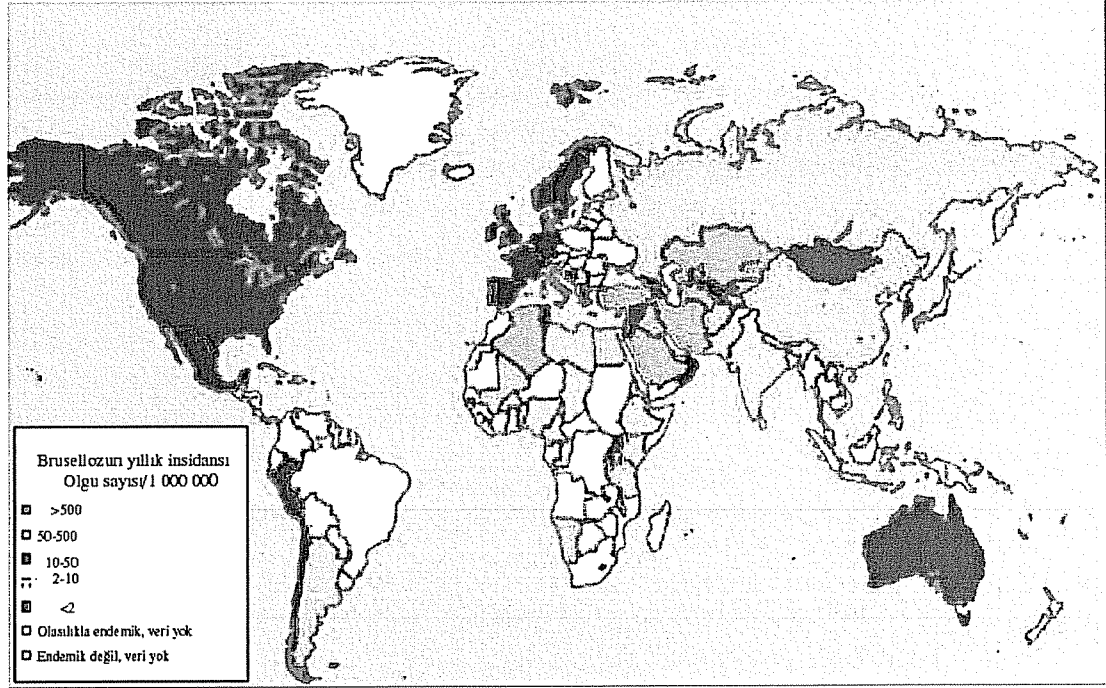 Brusellozun yıllık insidansı
Olgu sayısı/1 000 000
>500
50-500
10-50
2-10
<2
Olasılıkla endemik, veri yok
Endemik değil, veri yok